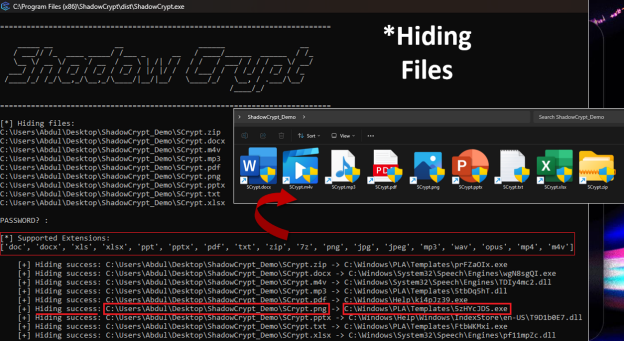 C:\Program Files (x86)\ShadowCrypt\dist\ShadowCrypt.exe
*Hiding
Files
[*] Hiding files:
C:\Users\Abdul\Desktop\ShadowCrypt_Demo\SCrypt.zip
C:\Users\Abdul\Desktop\ShadowCrypt_Demo\SCrypt.docx
C:\Users\Abdul\Desktop\ShadowCrypt_Demo\SCrypt.m4v
C:\Users\Abdul\Desktop\ShadowCrypt_Demo\SCrypt.mp3
C:\Users\Abdul\Desktop\ShadowCrypt_Demo\SCrypt.pdf
C:\Users\Abdul\Desktop\ShadowCrypt_Demo\SCrypt.png
C:\Users\Abdul\Desktop\ShadowCrypt_Demo\SCrypt.pptx
C:\Users\Abdul\Desktop\ShadowCrypt_Demo\SCrypt.txt
C:\Users\Abdul\Desktop\ShadowCrypt_Demo\SCrypt.xlsx
ShadowCrypt_Demo
Search ShadowCrypt_Demo
Sort View ...
SCrypt.docx SCrypt.m4v SCrypt.mp3 SCrypt.pdf SCrypt.png SCrypt.pptx SCrypt.txt SCrypt.xlsx SCrypt.zip
PASSWORD? :
[*] Supported Extensions:
['doc', 'docx', 'xls', 'xlsx', 'ppt', 'pptx', 'pdf', 'txt', 'zip', '7z', 'png', 'jpg', 'jpeg', 'mp3', 'wav', 'opus', 'mp4', 'm4v']
[+] Hiding success: C:\Users\Abdul\Desktop\ShadowCrypt_Demo\SCrypt.zip -> C:\Windows\PLA\Templates\prFZaOIx.exe
[+] Hiding success: C:\Users\Abdul\Desktop\ShadowCrypt_Demo\SCrypt.docx -> C:\Windows\System32\Speech\Engines\wgN8sgQI.exe
[+] Hiding success: C:\Users\Abdul\Desktop\ShadowCrypt_Demo\SCrypt.m4v -> C:\Windows\System32\Speech\Engines\TDIy4mc2.dll
[+] Hiding success: C:\Users\Abdul\Desktop\ShadowCrypt_Demo\SCrypt.mp3 -> C:\Windows\PLA\Templates\StbDq5hT.dll
[+] Hiding success: C:\Users\Abdul\Desktop\ShadowCrypt_Demo\SCrypt.pdf -> C:\Windows\Help\ki4pJz39.exe
[+] Hiding success: C:\Users\Abdul\Desktop\ShadowCrypt_Demo\SCrypt.png -> C:\Windows\PLA\Templates\SzHYcJDS.exe
[+] Hiding success: C:\Users\Abdul\Desktop\ShadowCrypt_Demo\SCrypt.pptx -> C:\Windows\Help\Windows\IndexStore\en-US\T9D1b0E7.dll
[+] Hiding success: C:\Users\Abdul\Desktop\ShadowCrypt_Demo\SCrypt.txt -> C:\Windows\PLA\Templates\FtbWKMxi.exe
[+] Hiding success: C:\Users\Abdul\Desktop\ShadowCrypt_Demo\SCrypt.xlsx -> C:\Windows\System32\Speech\Engines\pf11mpZc.dll